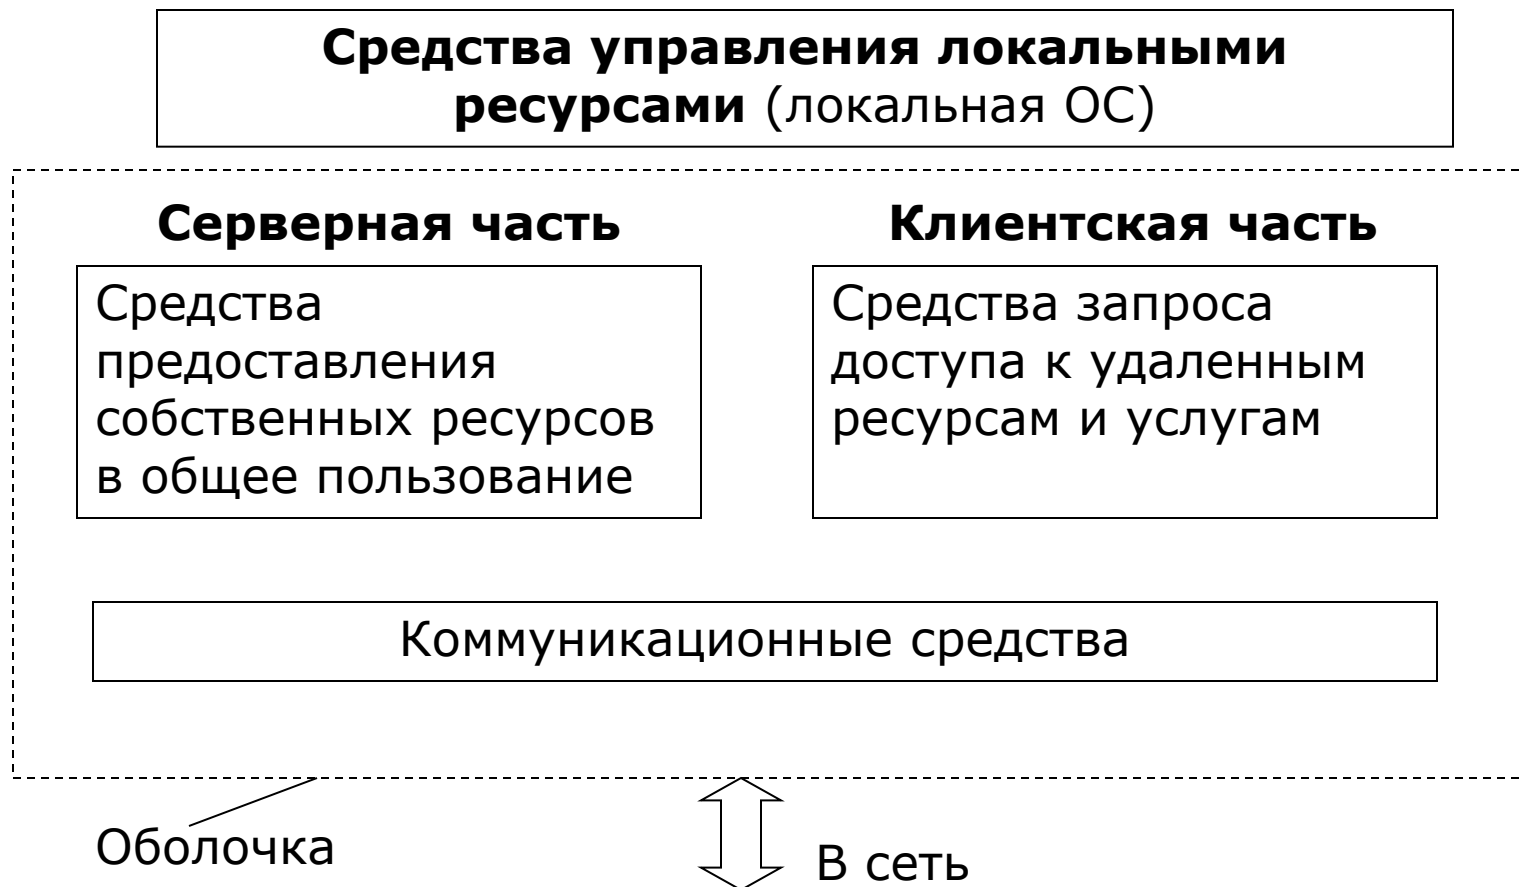 Средства управления локальными
ресурсами (локальная ОС)
Серверная часть
Клиентская часть
Средства
предоставления
собственных ресурсов
в общее пользование
Средства запроса
доступа к удаленным
ресурсам и услугам
Коммуникационные средства
Оболочка
В сеть